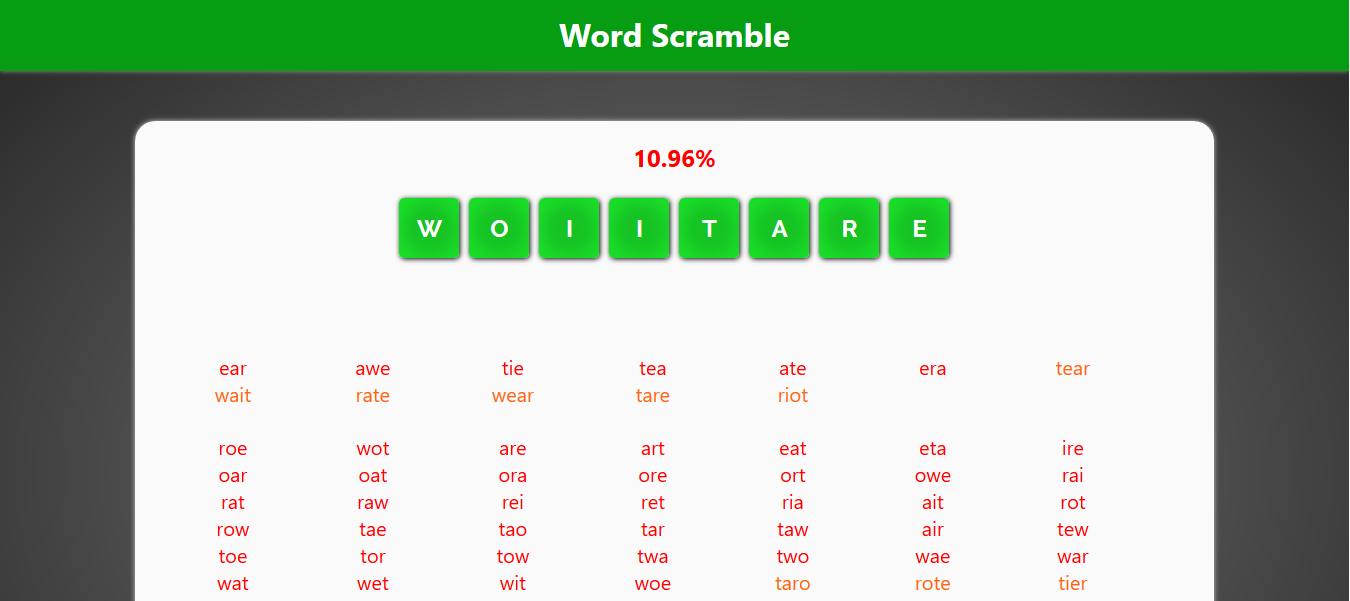 Word Scramble
10.96%
W O I I T A R E
ear awe tie tea ate era tear
wait rate wear tare riot
roe wot are art eat eta ire
oar oat ora ore ort owe rai
rat raw rei ret ria ait rot
row tae tao tar taw air tew
toe tor tow twa two wae war
wat wet wit woe taro rote tier